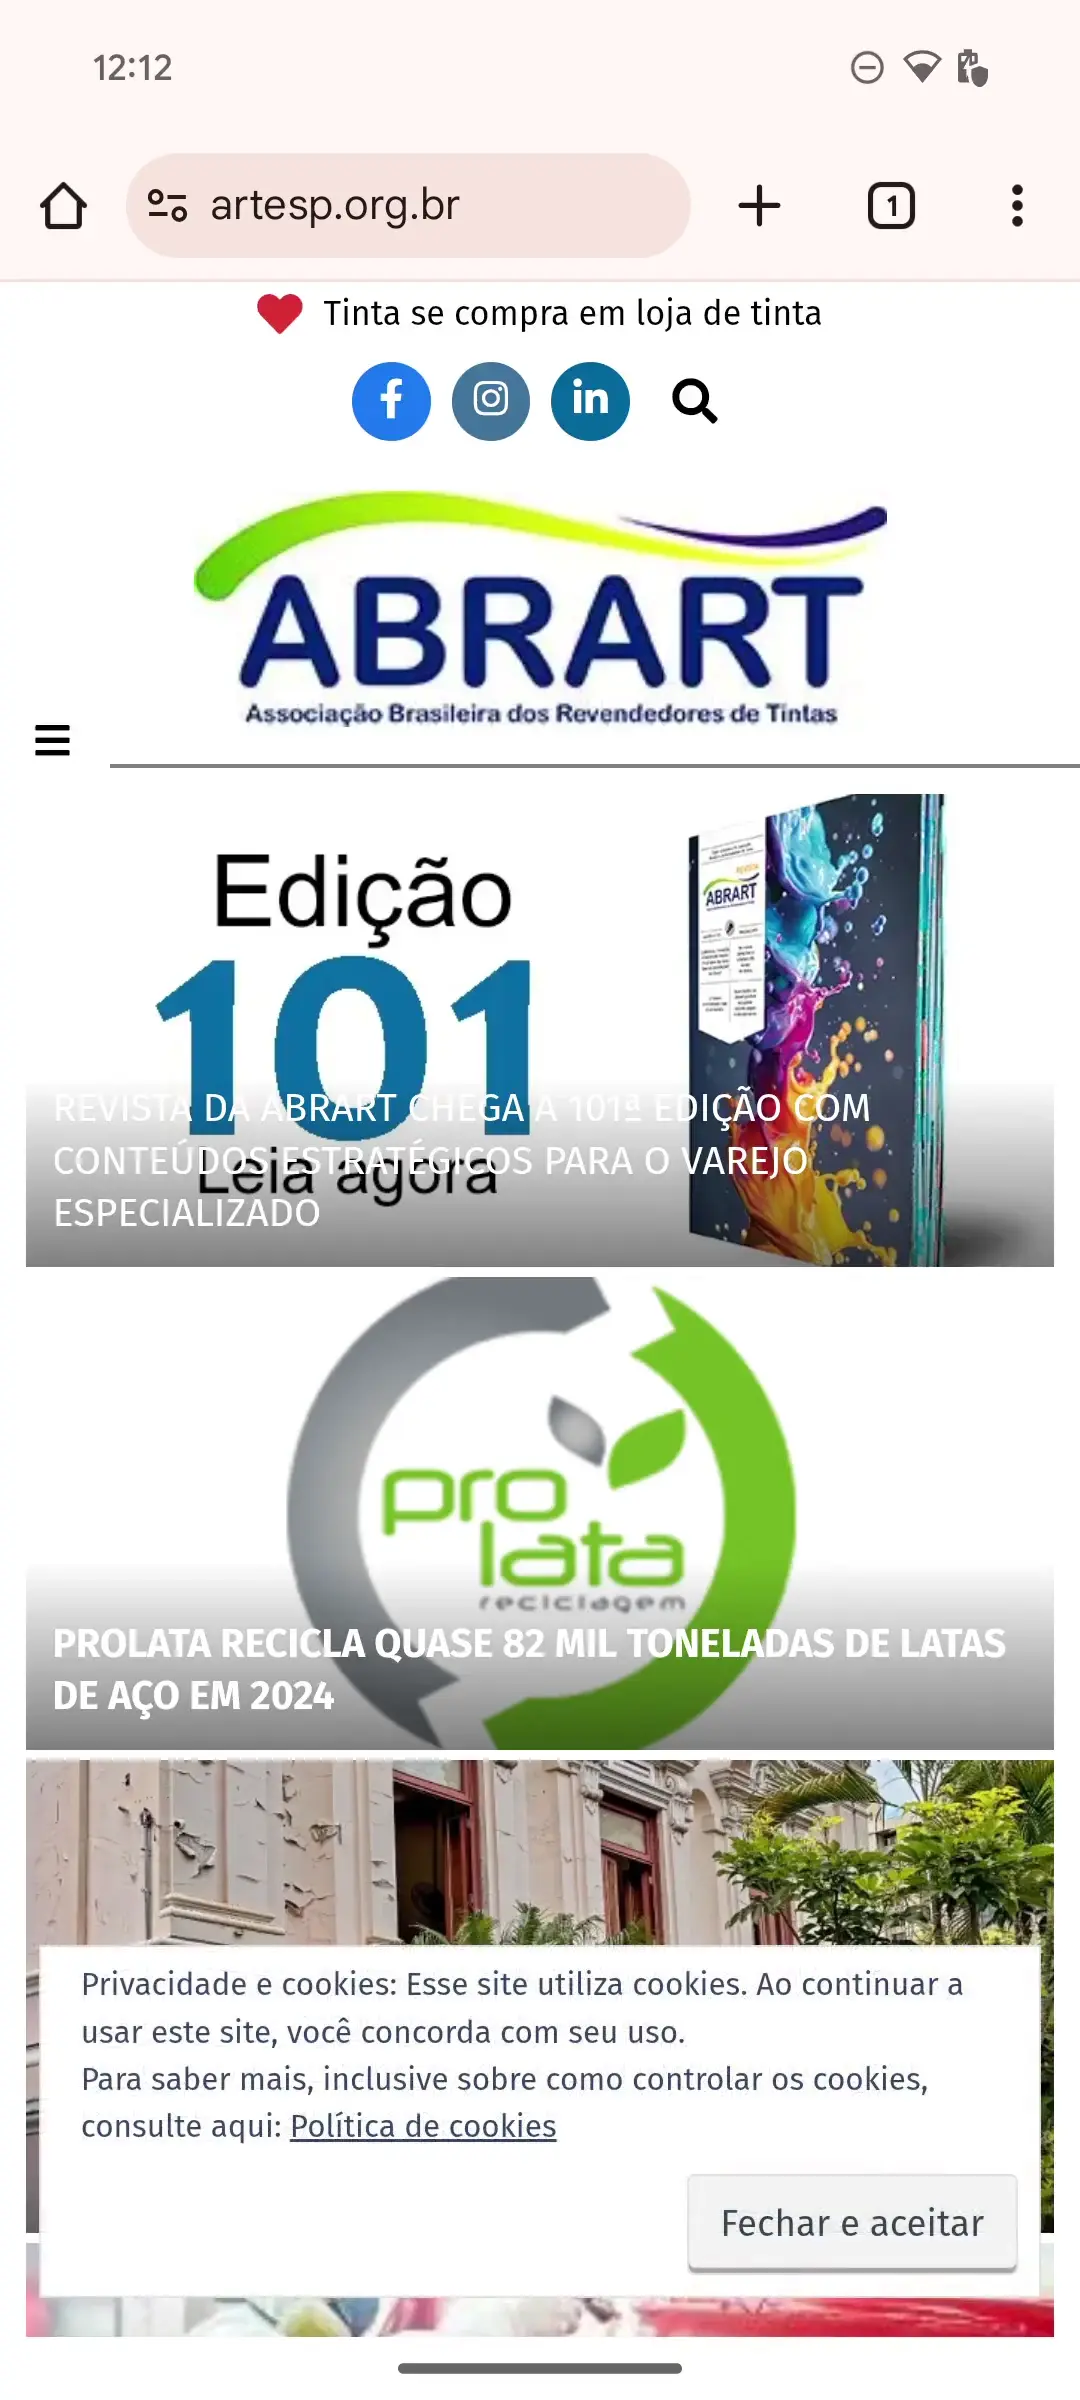 12:12
artesp.org.br
1
Tinta se compra em loja de tinta
ABRART
Associação Brasileira dos Revendedores de Tintas
Edição
101
Leia agora
ABRART
REVISTA DA ABRART CHEGA A 101ª EDIÇÃO COM
CONTEÚDOS ESTRATÉGICOS PARA O VAREJO
ESPECIALIZADO
pro
lata
reciclagem
PROLATA RECICLA QUASE 82 MIL TONELADAS DE LATAS
DE AÇO EM 2024
Privacidade e cookies: Esse site utiliza cookies. Ao continuar a
usar este site, você concorda com seu uso.
Para saber mais, inclusive sobre como controlar os cookies,
consulte aqui: Política de cookies
Fechar e aceitar